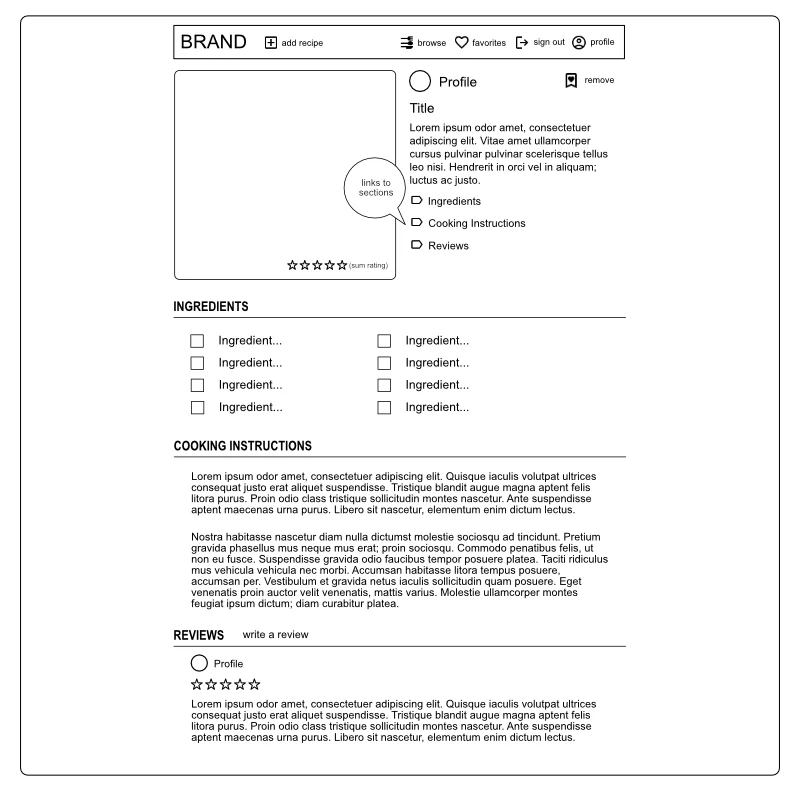 BRAND
add recipe
browse
favorites
sign out
profile
Profile
remove
Title
Lorem ipsum odor amet, consectetuer
adipiscing elit. Vitae amet ullamcorper
cursus pulvinar pulvinar scelerisque tellus
leo nisi. Hendrerit in orci vel in aliquam;
luctus ac justo.
links to
sections
Ingredients
Cooking Instructions
Reviews
(sum rating)
INGREDIENTS
Ingredient...
Ingredient...
Ingredient...
Ingredient...
Ingredient...
Ingredient...
Ingredient...
Ingredient...
COOKING INSTRUCTIONS
Lorem ipsum odor amet, consectetuer adipiscing elit. Quisque iaculis volutpat ultrices
consequat justo erat aliquet suspendisse. Tristique blandit augue magna aptent felis
litora purus. Proin odio class tristique sollicitudin montes nascetur. Ante suspendisse
aptent maecenas urna purus. Libero sit nascetur, elementum enim dictum lectus.
Nostra habitasse nascetur diam nulla dictumst molestie sociosqu ad tincidunt. Pretium
gravida phasellus mus neque mus erat; proin sociosqu. Commodo penatibus felis, ut
non eu fusce. Suspendisse gravida odio faucibus tempor posuere platea. Taciti ridiculus
mus vehicula vehicula nec morbi. Accumsan habitasse litora tempus posuere,
accumsan per. Vestibulum et gravida netus iaculis sollicitudin quam posuere. Eget
venenatis proin auctor velit venenatis, mattis varius. Molestie ullamcorper montes
feugiat ipsum dictum; diam curabitur platea.
REVIEWS
write a review
Profile
Lorem ipsum odor amet, consectetuer adipiscing elit. Quisque iaculis volutpat ultrices
consequat justo erat aliquet suspendisse. Tristique blandit augue magna aptent felis
litora purus. Proin odio class tristique sollicitudin montes nascetur. Ante suspendisse
aptent maecenas urna purus. Libero sit nascetur, elementum enim dictum lectus.